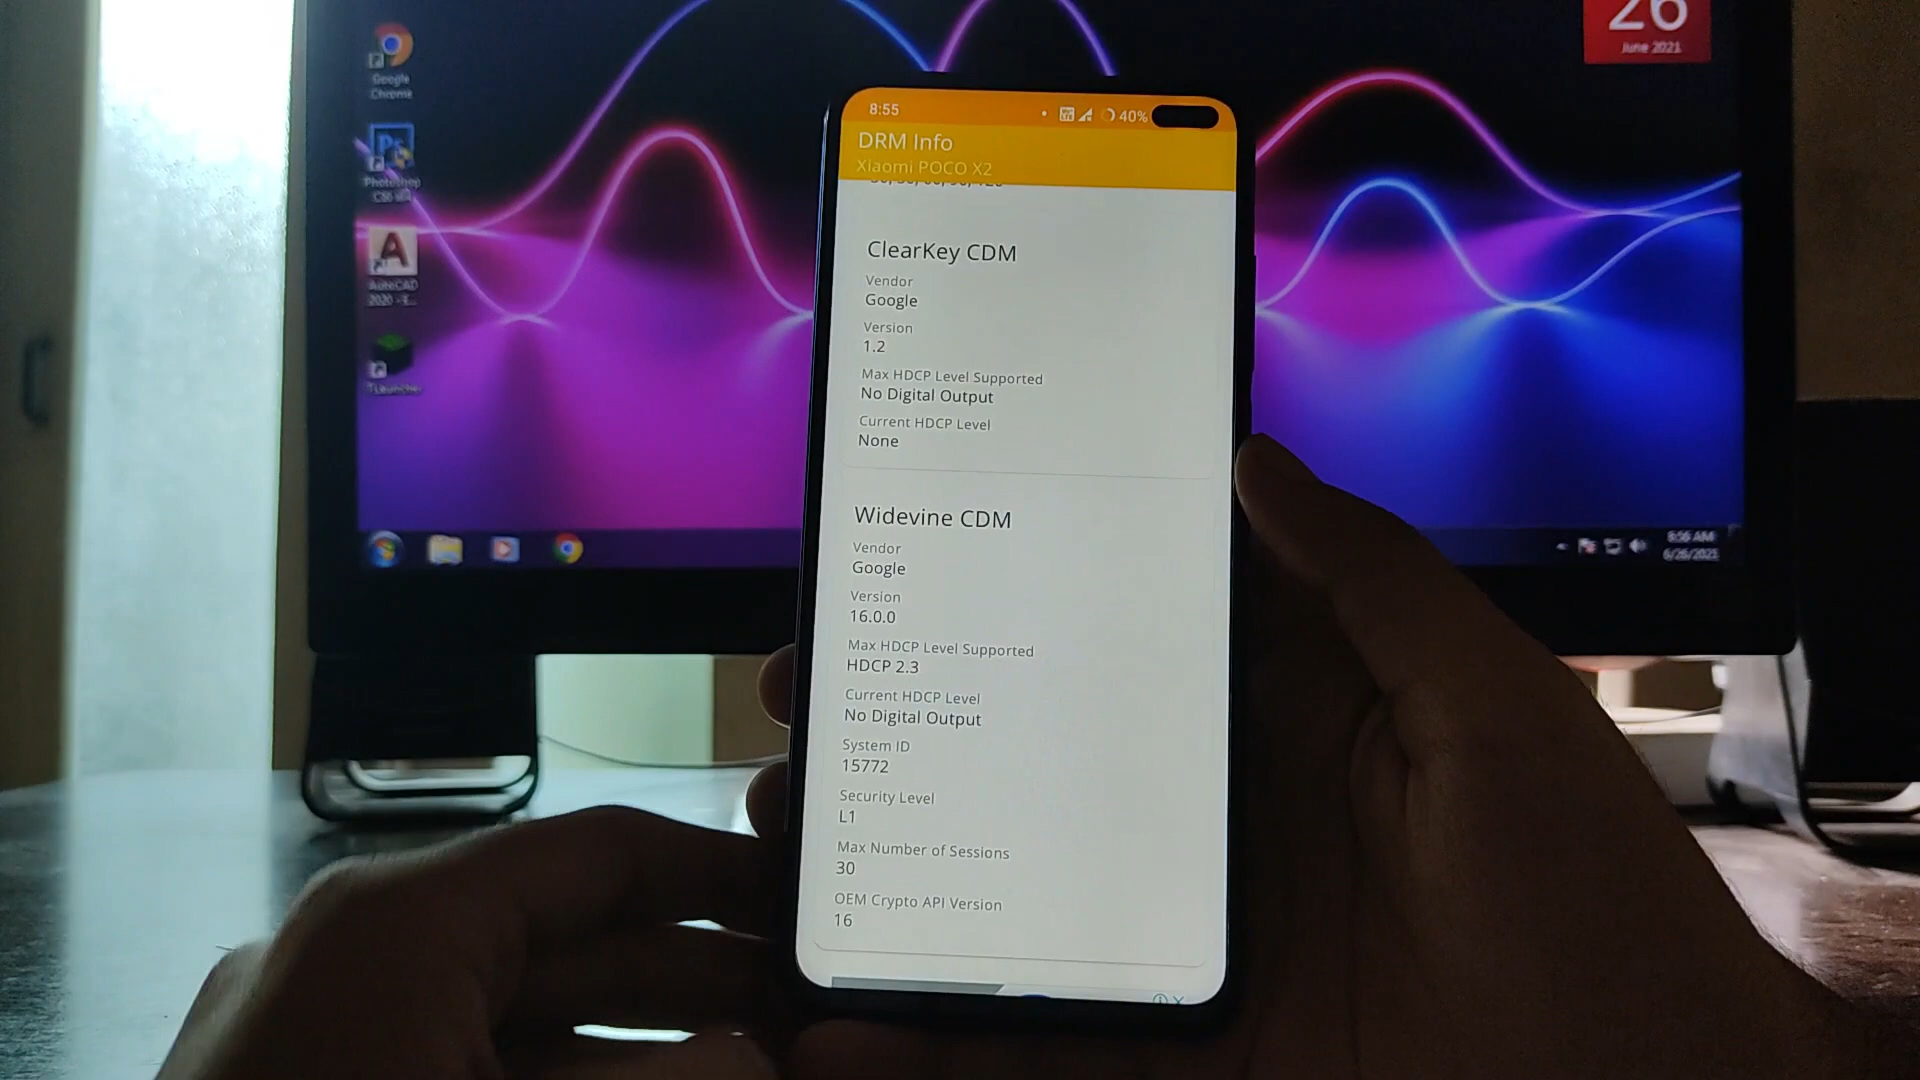 26
June 2021
Google
Chrome
Ps
Photoshop
CS6
A
AutoCAD
8:55
40%
DRM Info
Xiaomi POCO X2
ClearKey CDM
Vendor
Google
Version
1.2
Max HDCP Level Supported
No Digital Output
Current HDCP Level
None
Widevine CDM
Vendor
Google
Version
16.0.0
Max HDCP Level Supported
HDCP 2.3
Current HDCP Level
No Digital Output
System ID
15772
Security Level
L1
Max Number of Sessions
30
OEM Crypto API Version
16
8:56 AM
6/26/2021